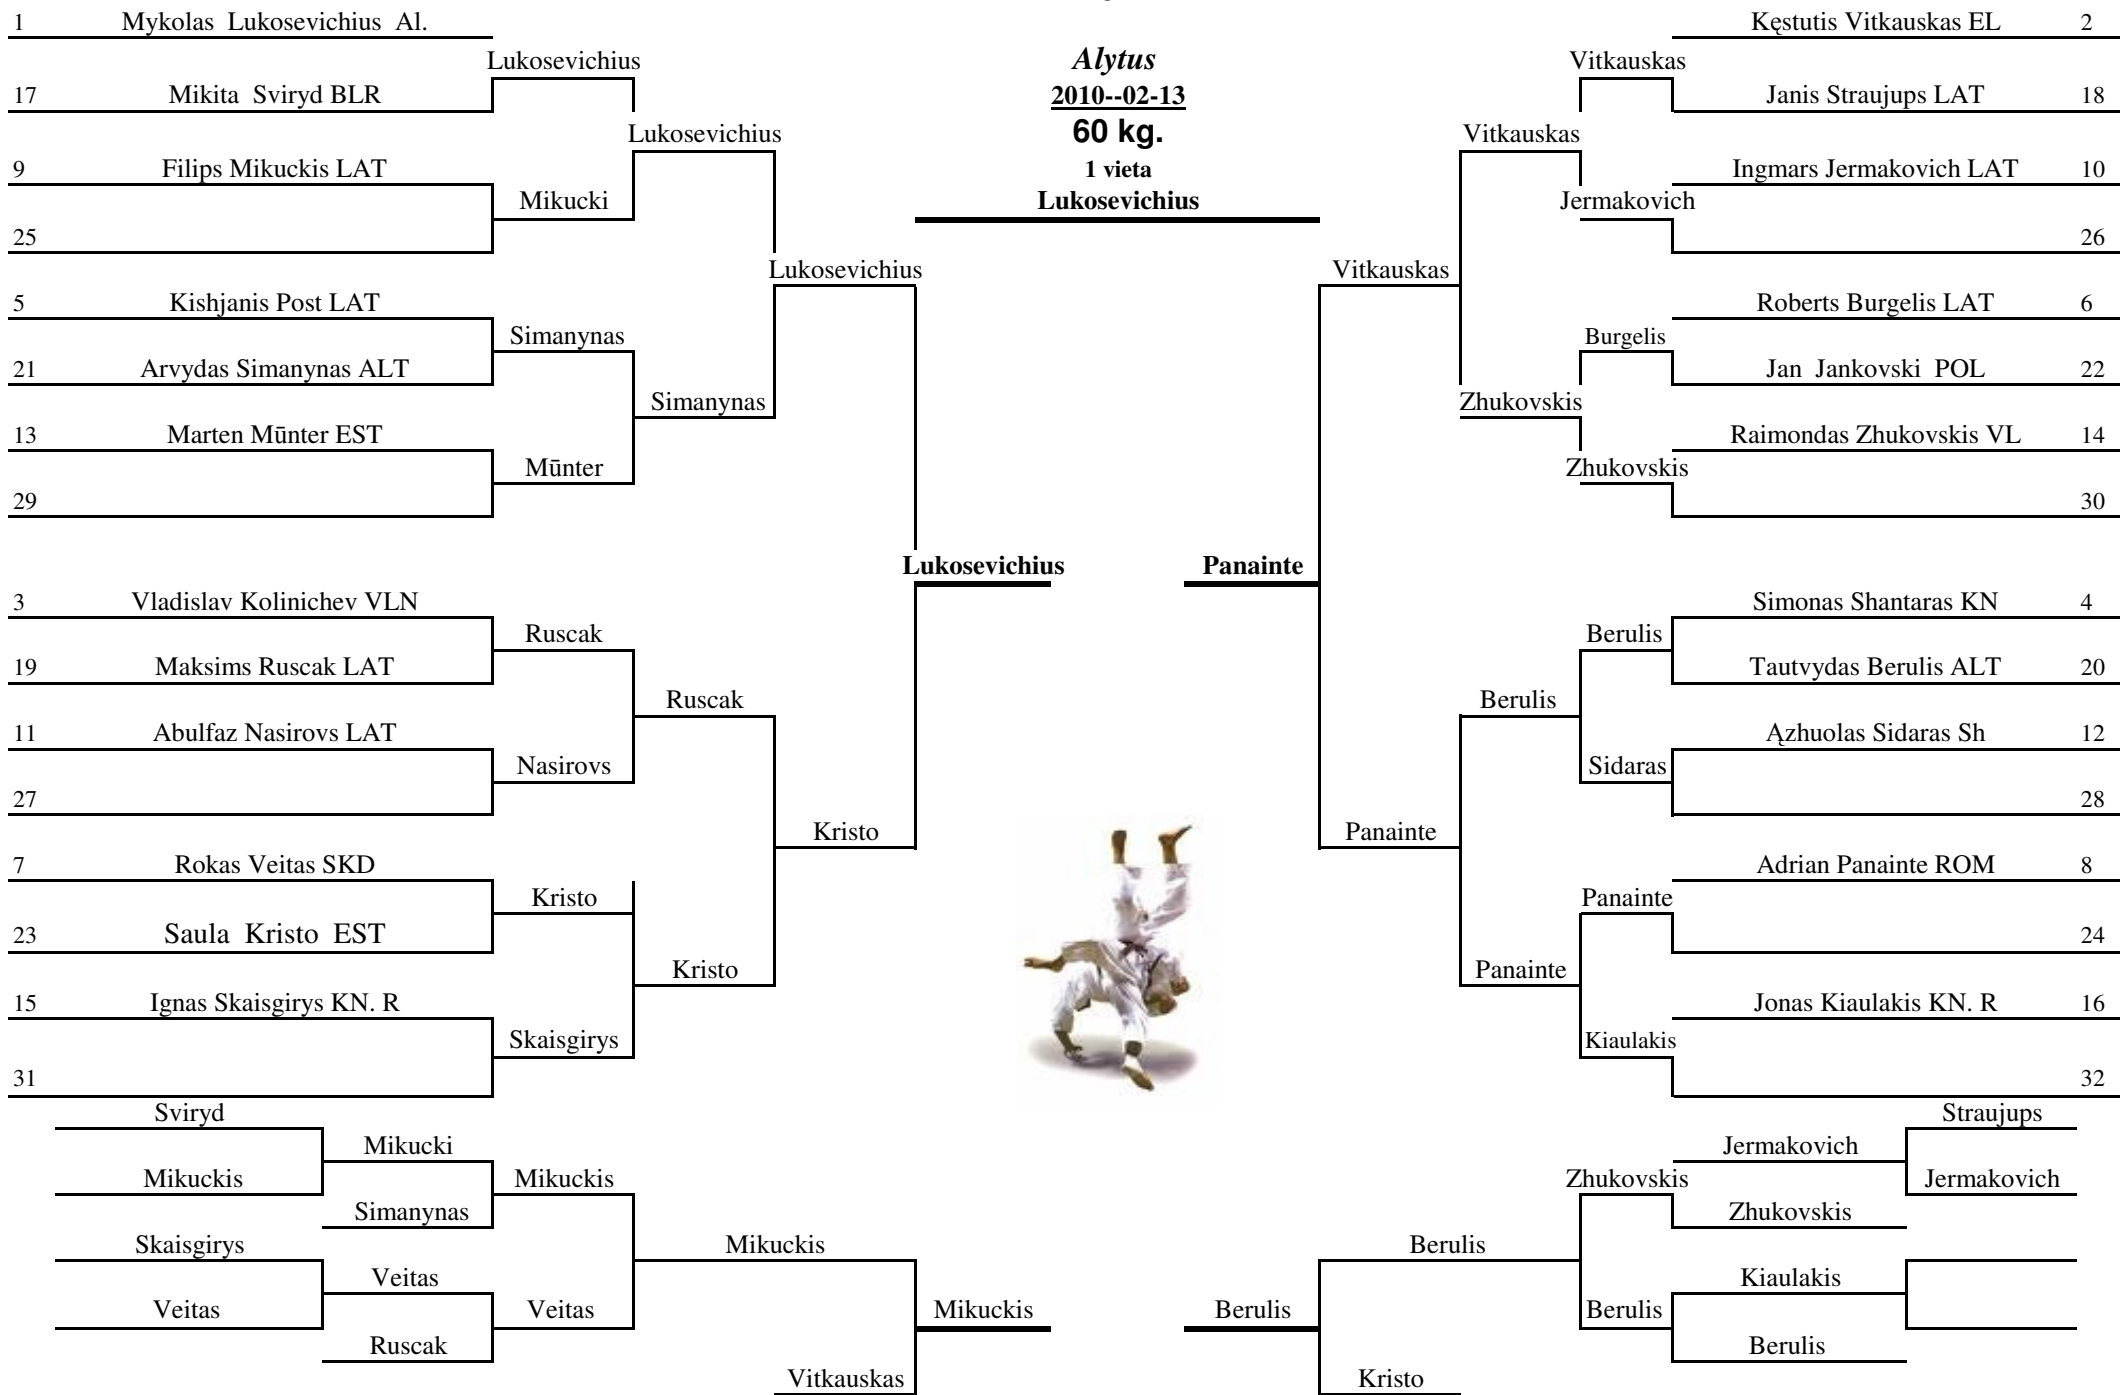 Alytus
2010--02-13
60 kg.
1 vieta
Lukosevichius
1 Mykolas Lukosevichius Al.
Lukosevichius
17 Mikita Sviryd BLR
Lukosevichius
9 Filips Mikuckis LAT
Mikucki
25
Lukosevichius
5 Kishjanis Post LAT
Simanynas
21 Arvydas Simanynas ALT
Simanynas
13 Marten Mūnter EST
Mūnter
29
Lukosevichius
3 Vladislav Kolinichev VLN
Ruscak
19 Maksims Ruscak LAT
Ruscak
11 Abulfaz Nasirovs LAT
Nasirovs
27
Kristo
7 Rokas Veitas SKD
Kristo
23 Saula Kristo EST
Kristo
15 Ignas Skaisgirys KN. R
Skaisgirys
31
Kęstutis Vitkauskas EL 2
Vitkauskas
Janis Straujups LAT 18
Vitkauskas
Ingmars Jermakovich LAT 10
Jermakovich
26
Vitkauskas
Roberts Burgelis LAT 6
Burgelis
Jan Jankovski POL 22
Zhukovskis
Raimondas Zhukovskis VL 14
Zhukovskis
30
Panainte
Simonas Shantaras KN 4
Berulis
Tautvydas Berulis ALT 20
Berulis
Ązhuolas Sidaras Sh 12
Sidaras
28
Panainte
Adrian Panainte ROM 8
Panainte
24
Panainte
Jonas Kiaulakis KN. R 16
Kiaulakis
32
Sviryd
Mikucki
Mikuckis
Mikuckis
Simanynas
Skaisgirys
Mikuckis
Veitas
Veitas
Veitas
Mikuckis
Ruscak
Vitkauskas
Straujups
Jermakovich
Zhukovskis
Jermakovich
Zhukovskis
Berulis
Kiaulakis
Berulis
Berulis
Berulis
Kristo